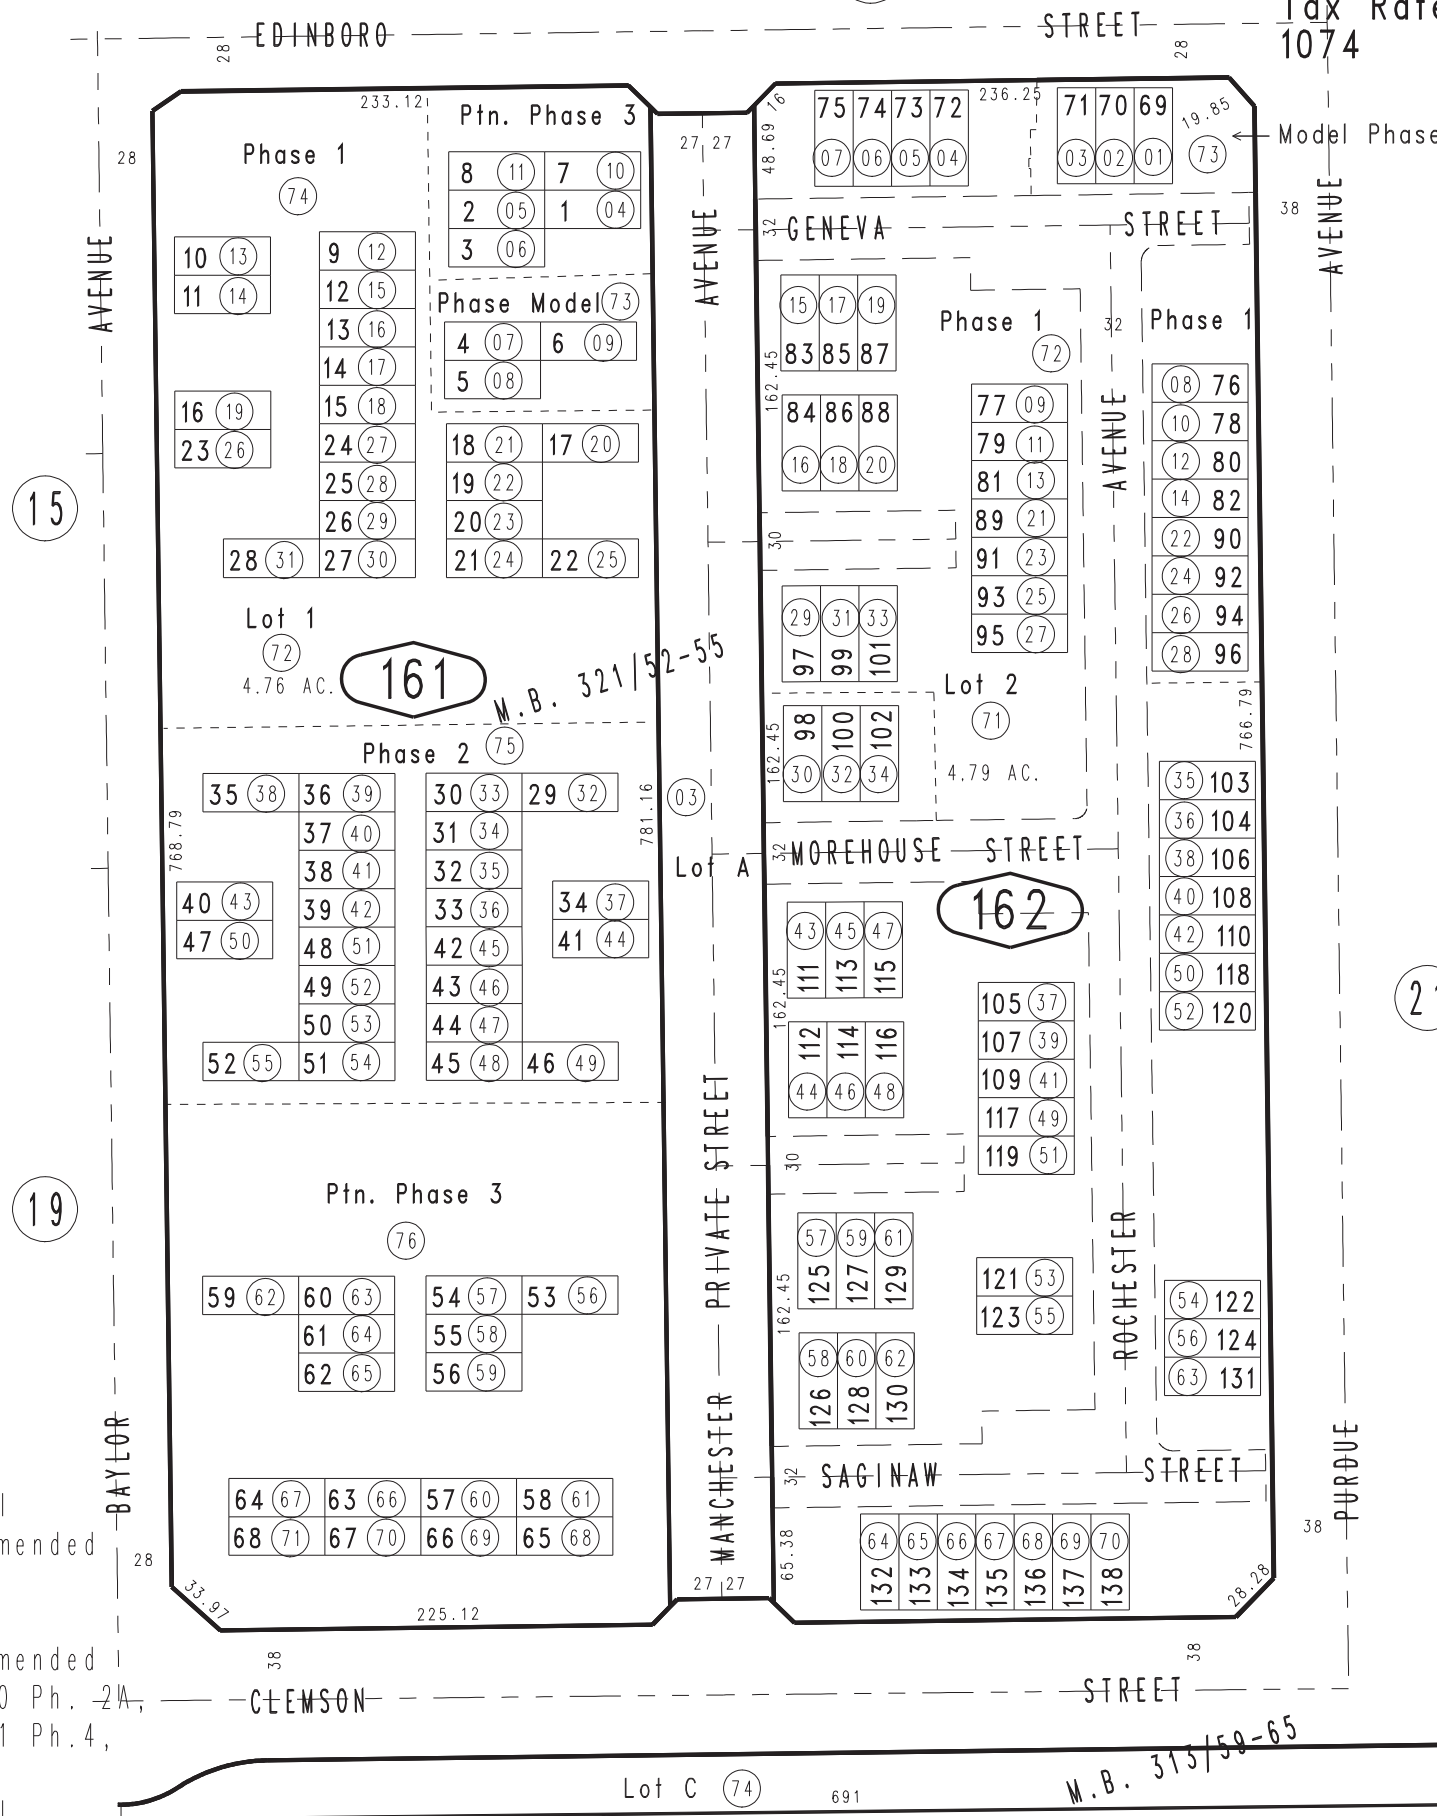 Tax Rate
1074
EDINBORO STREET
28
28
233.12
Ptn. Phase 3
Phase 1
74
8 11 7 10
2 05 1 04
3 06
27 27
16
48.69
75 74 73 72
07 06 05 04
236.25
71 70 69
03 02 01
19.85
73
Model Phase
28
38
32
GENEVA STREET
AVENUE
AVENUE
AVENUE
10 13
11 14
9 12
12 15
13 16
14 17
15 18
24 27
25 28
26 29
28 31 27 30
16 19
23 26
Phase Model 73
4 07 6 09
5 08
18 21 17 20
19 22
20 23
21 24 22 25
15 17 19
83 85 87
162.45
84 86 88
16 18 20
Phase 1
72
32
AVENUE
77 09
79 11
81 13
89 21
91 23
93 25
95 27
Phase 1
08 76
10 78
12 80
14 82
22 90
24 92
26 94
28 96
15
30
29 31 33
97 99 101
Lot 1
72
4.76 AC.
161
M.B. 321/52-55
Lot 2
71
4.79 AC.
162.45
98 100 102
30 32 34
766.79
Phase 2 75
35 38 36 39
37 40
38 41
39 42
48 51
49 52
50 53
52 55 51 54
40 43
47 50
30 33 29 32
31 34
32 35
33 36
42 45
43 46
44 47
45 48 46 49
34 37
41 44
768.79
781.16
03
Lot A
32
MOREHOUSE STREET
162
35 103
36 104
38 106
40 108
42 110
50 118
52 120
43 45 47
111 113 115
162.45
112 114 116
44 46 48
105 37
107 39
109 41
117 49
119 51
21
30
19
Ptn. Phase 3
76
59 62 60 63
61 64
62 65
54 57 53 56
55 58
56 59
MANCHESTER PRIVATE STREET
57 59 61
125 127 129
162.45
58 60 62
126 128 130
121 53
123 55
ROCHESTER
54 122
56 124
63 131
BAYLOR
PURDUE
32
SAGINAW STREET
64 67 63 66 57 60 58 61
68 71 67 70 66 69 65 68
65.38
64 65 66 67 68 69 70
132 133 134 135 136 137 138
mended
28
38
33.97
225.12
27 27
28.28
38
38
mended
0 Ph. 2A,
1 Ph.4,
CLEMSON STREET
M.B. 313/59-65
Lot C 74
691